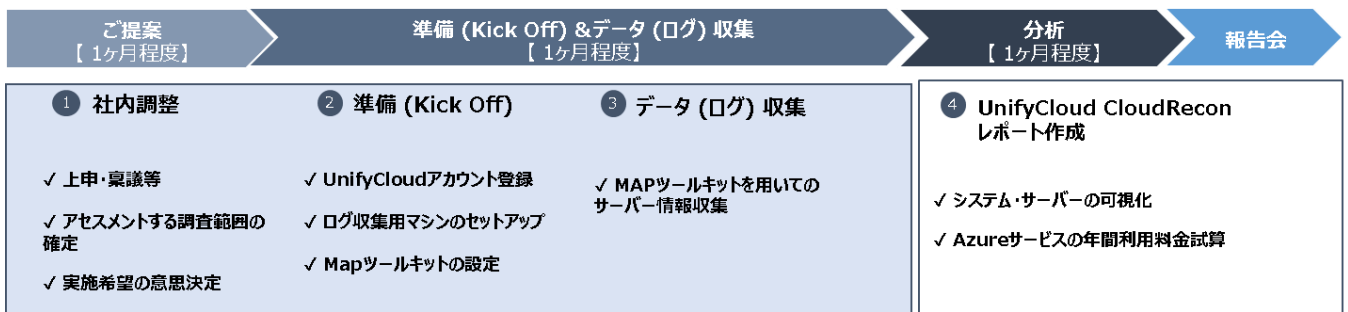 ご提案
【 1ヶ月程度】
準備 (Kick Off) &データ (ログ) 収集
【 1ヶ月程度】
分析
【 1ヶ月程度】
報告会
1 社内調整
✓ 上申・稟議等
✓ アセスメントする調査範囲の
確定
✓ 実施希望の意思決定
2 準備 (Kick Off)
✓ UnifyCloudアカウント登録
✓ ログ収集用マシンのセットアップ
✓ Mapツールキットの設定
3 データ (ログ) 収集
✓ MAPツールキットを用いての
サーバー情報収集
4 UnifyCloud CloudRecon
レポート作成
✓ システム・サーバーの可視化
✓ Azureサービスの年間利用料金試算